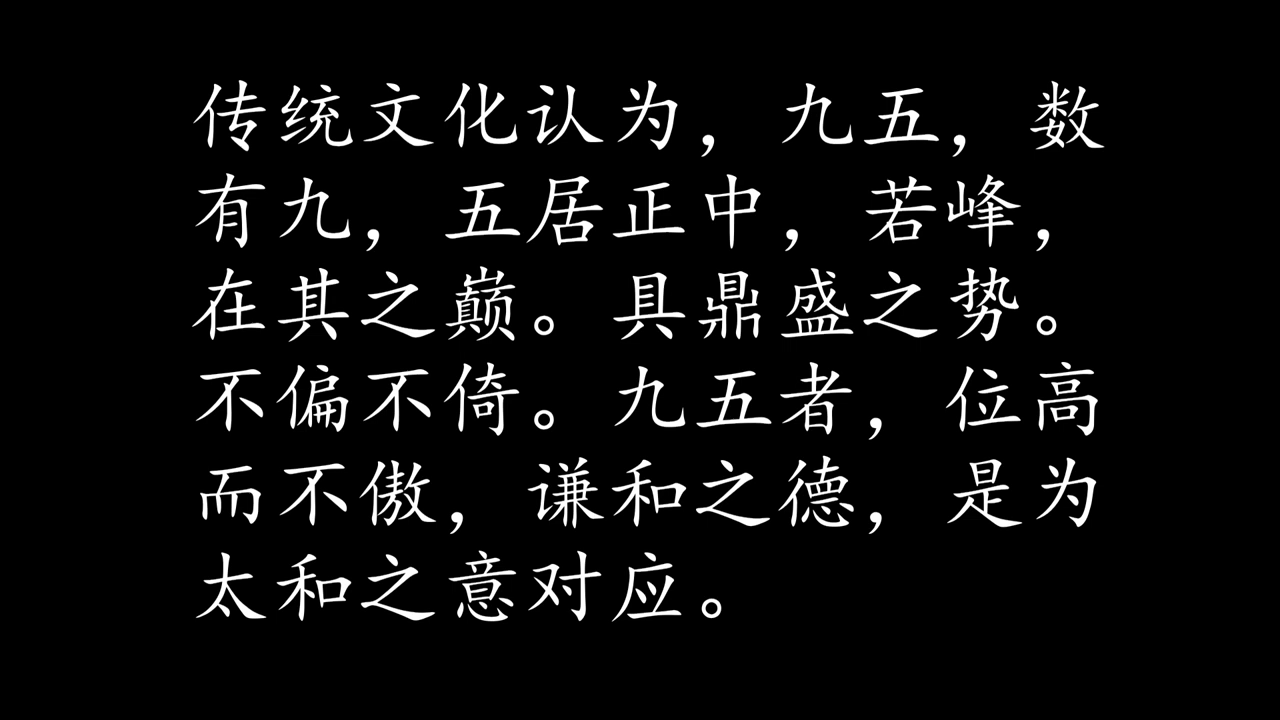 传统文化认为，九五，数
有九，五居正中，若峰，
在其之巅。具鼎盛之势。
不偏不倚。九五者，位高
而不傲，谦和之德，是为
太和之意对应。